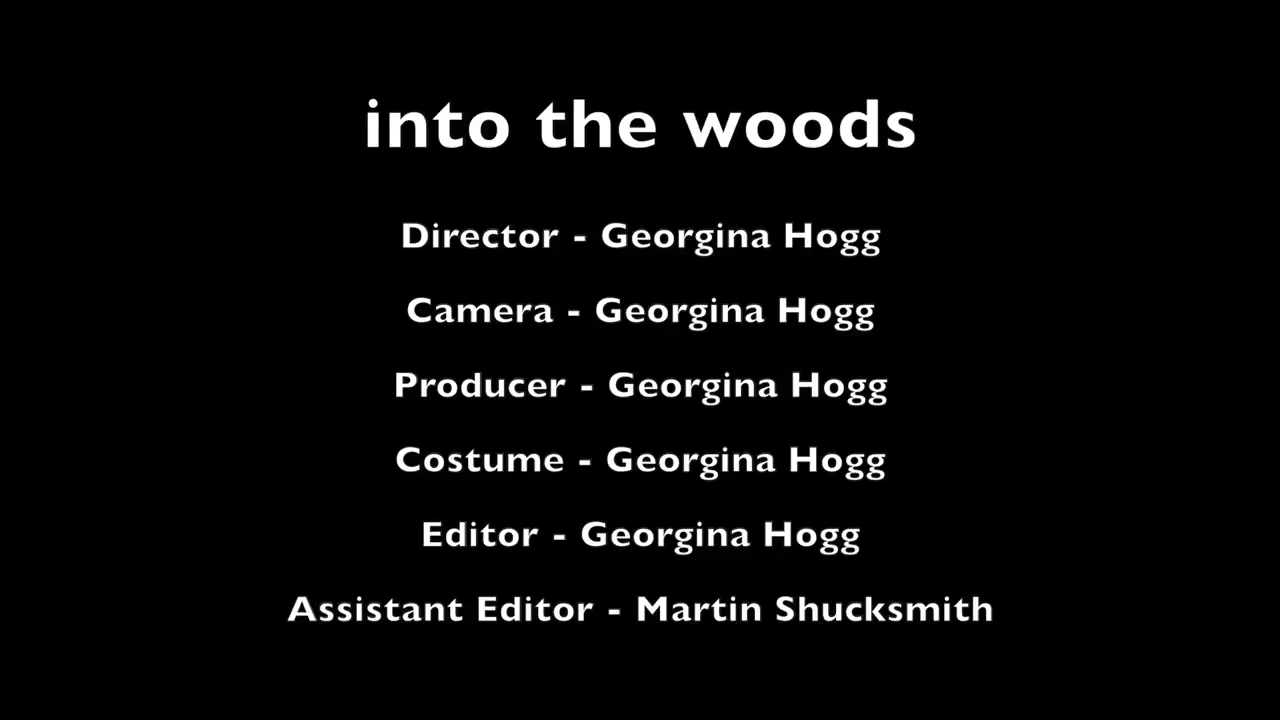 into the woods
Director - Georgina Hogg
Camera - Georgina Hogg
Producer - Georgina Hogg
Costume - Georgina Hogg
Editor - Georgina Hogg
Assistant Editor - Martin Shucksmith